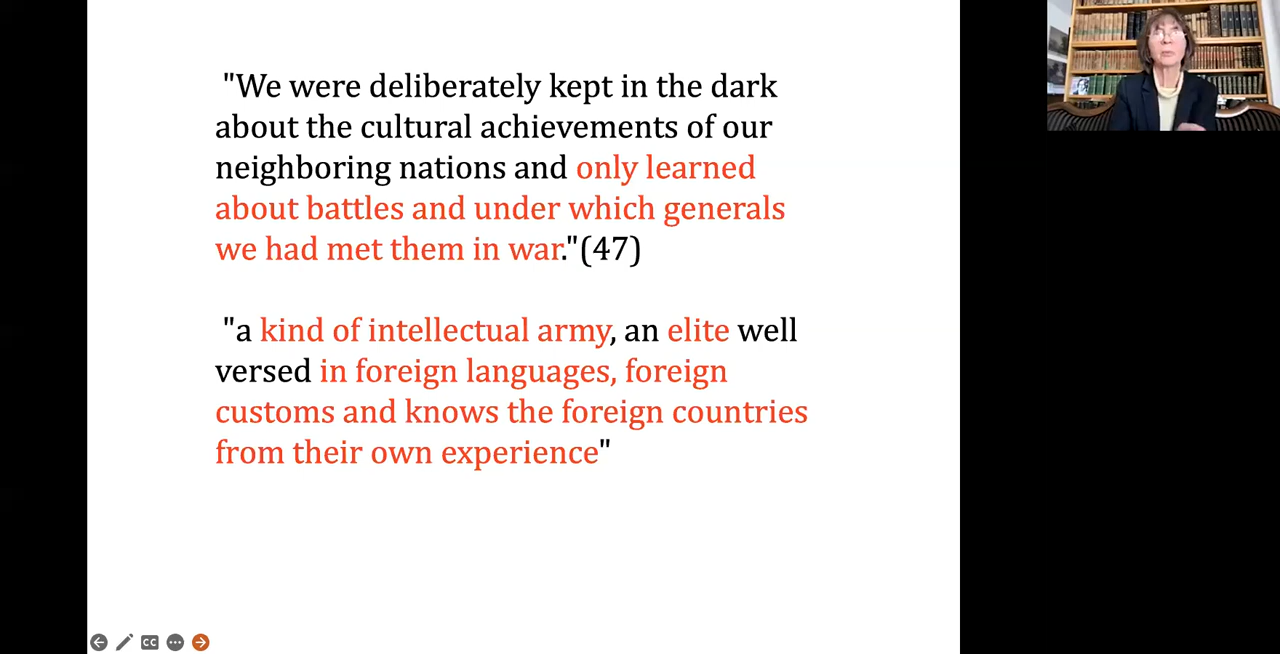 "We were deliberately kept in the dark
about the cultural achievements of our
neighboring nations and only learned
about battles and under which generals
we had met them in war."(47)
"a kind of intellectual army, an elite well
versed in foreign languages, foreign
customs and knows the foreign countries
from their own experience"
CC